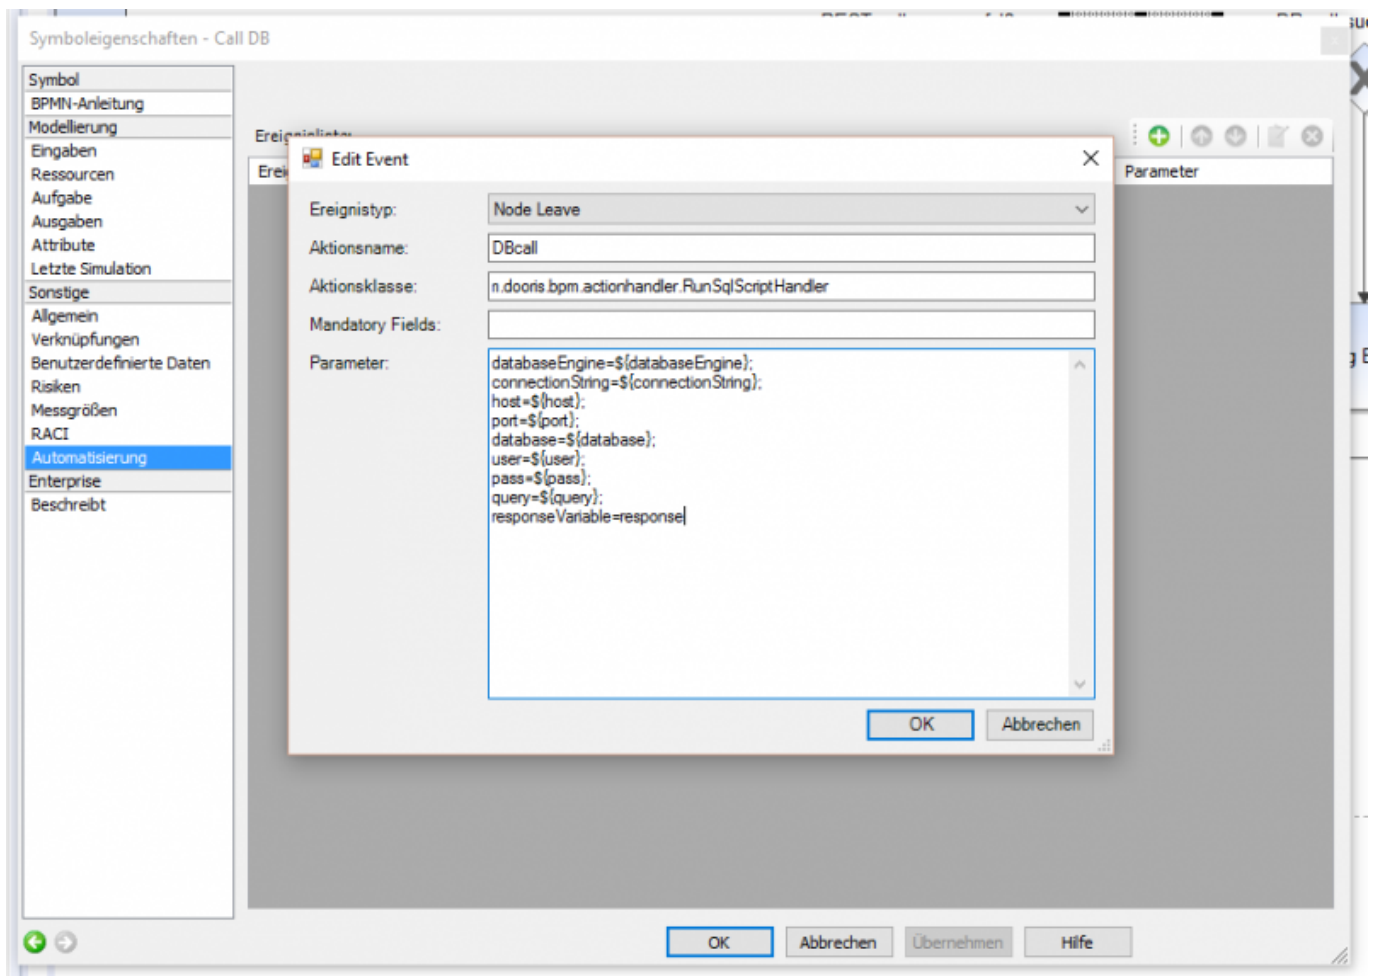 Symboleigenschaften - Call DB
Symbol
BPMN-Anleitung
Modellierung
Eingaben
Ressourcen
Aufgabe
Ausgaben
Attribute
Letzte Simulation
Sonstige
Allgemein
Verknüpfungen
Benutzerdefinierte Daten
Risiken
Messgrößen
RACI
Automatisierung
Enterprise
Beschreibt
Parameter
Edit Event
Ereignistyp: Node Leave
Aktionsname: DBcall
Aktionsklasse: n.dooris.bpm.actionhandler.RunSqlScriptHandler
Mandatory Fields:
Parameter: databaseEngine=${databaseEngine};
connectionString=${connectionString};
host=${host};
port=${port};
database=${database};
user=${user};
pass=${pass};
query=${query};
responseVariable=response
OK Abbrechen
OK Abbrechen Übernehmen Hilfe